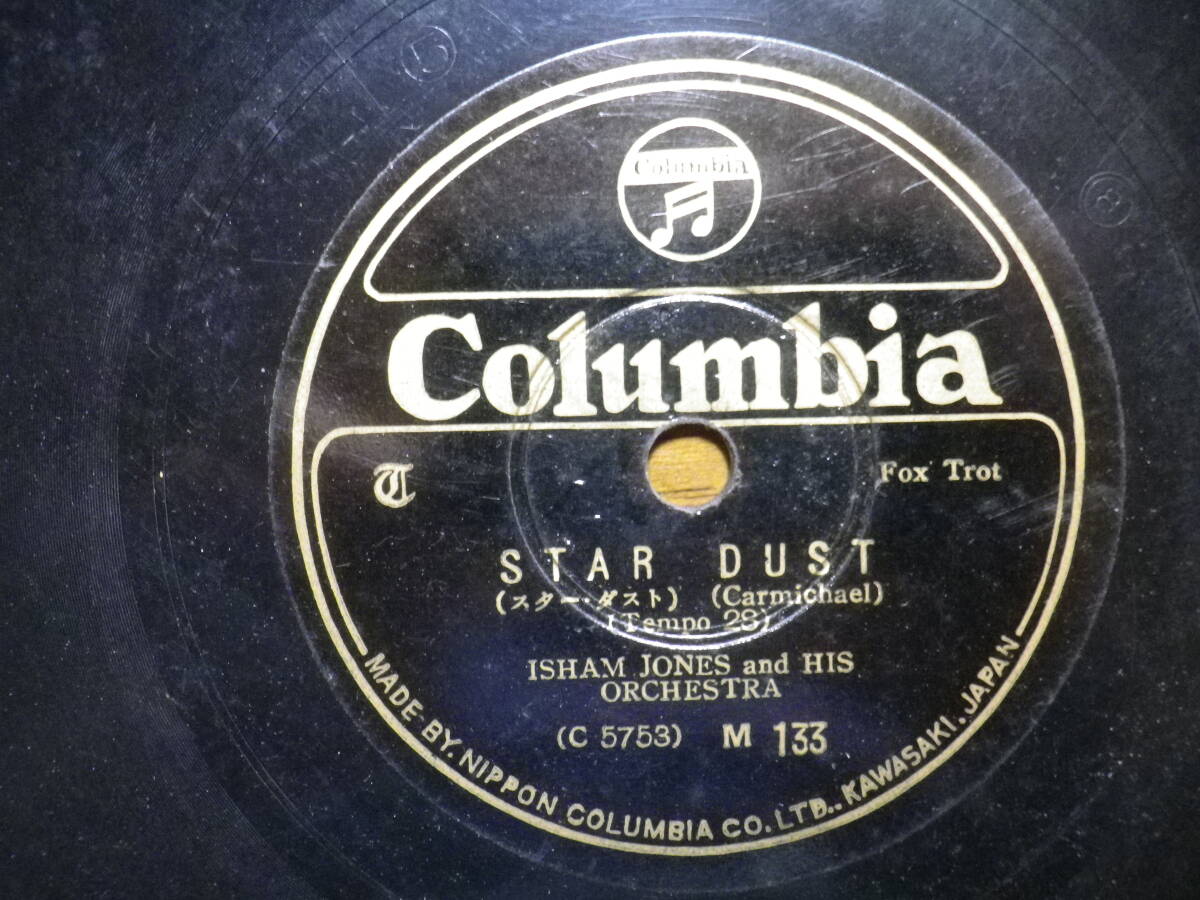 Columbia
Columbia
T
Fox Trot
STAR DUST
(スター・ダスト) (Carmichael)
(Tempo 28)
ISHAM JONES and HIS
ORCHESTRA
(C 5753) M 133
MADE BY. NIPPON COLUMBIA CO. LTD., KAWASAKI. JAPAN